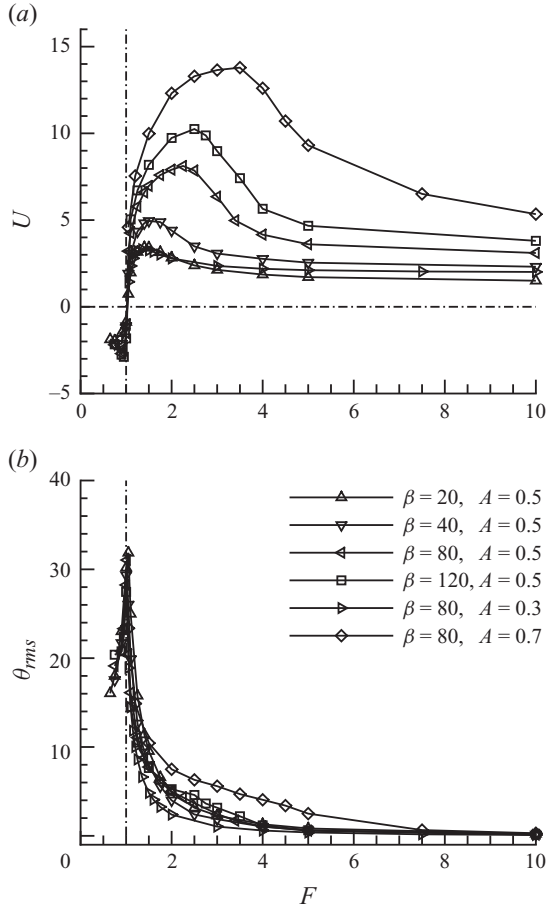 (a)
15
10
U
5
0
–5
0
2
4
6
8
10
(b)
40
β = 20, A = 0.5
β = 40, A = 0.5
30
β = 80, A = 0.5
β = 120, A = 0.5
β = 80, A = 0.3
θrms
20
β = 80, A = 0.7
10
0
2
4
6
8
10
F